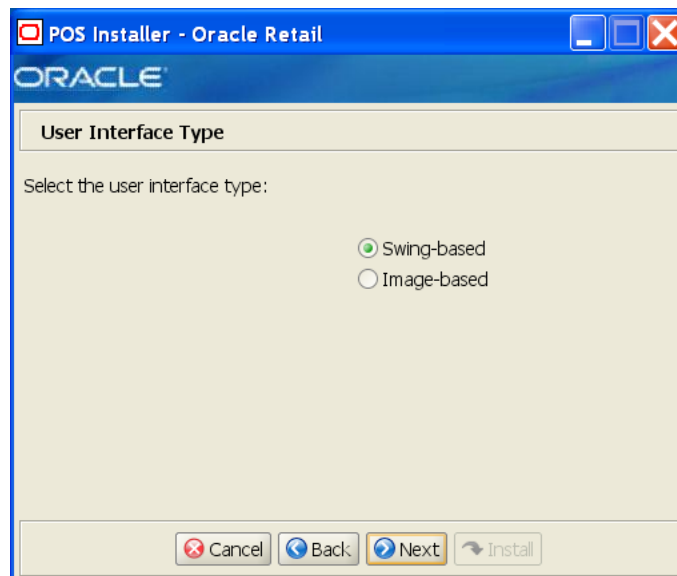 POS Installer - Oracle Retail
ORACLE
User Interface Type
Select the user interface type:
Swing-based
Image-based
Cancel Back Next Install